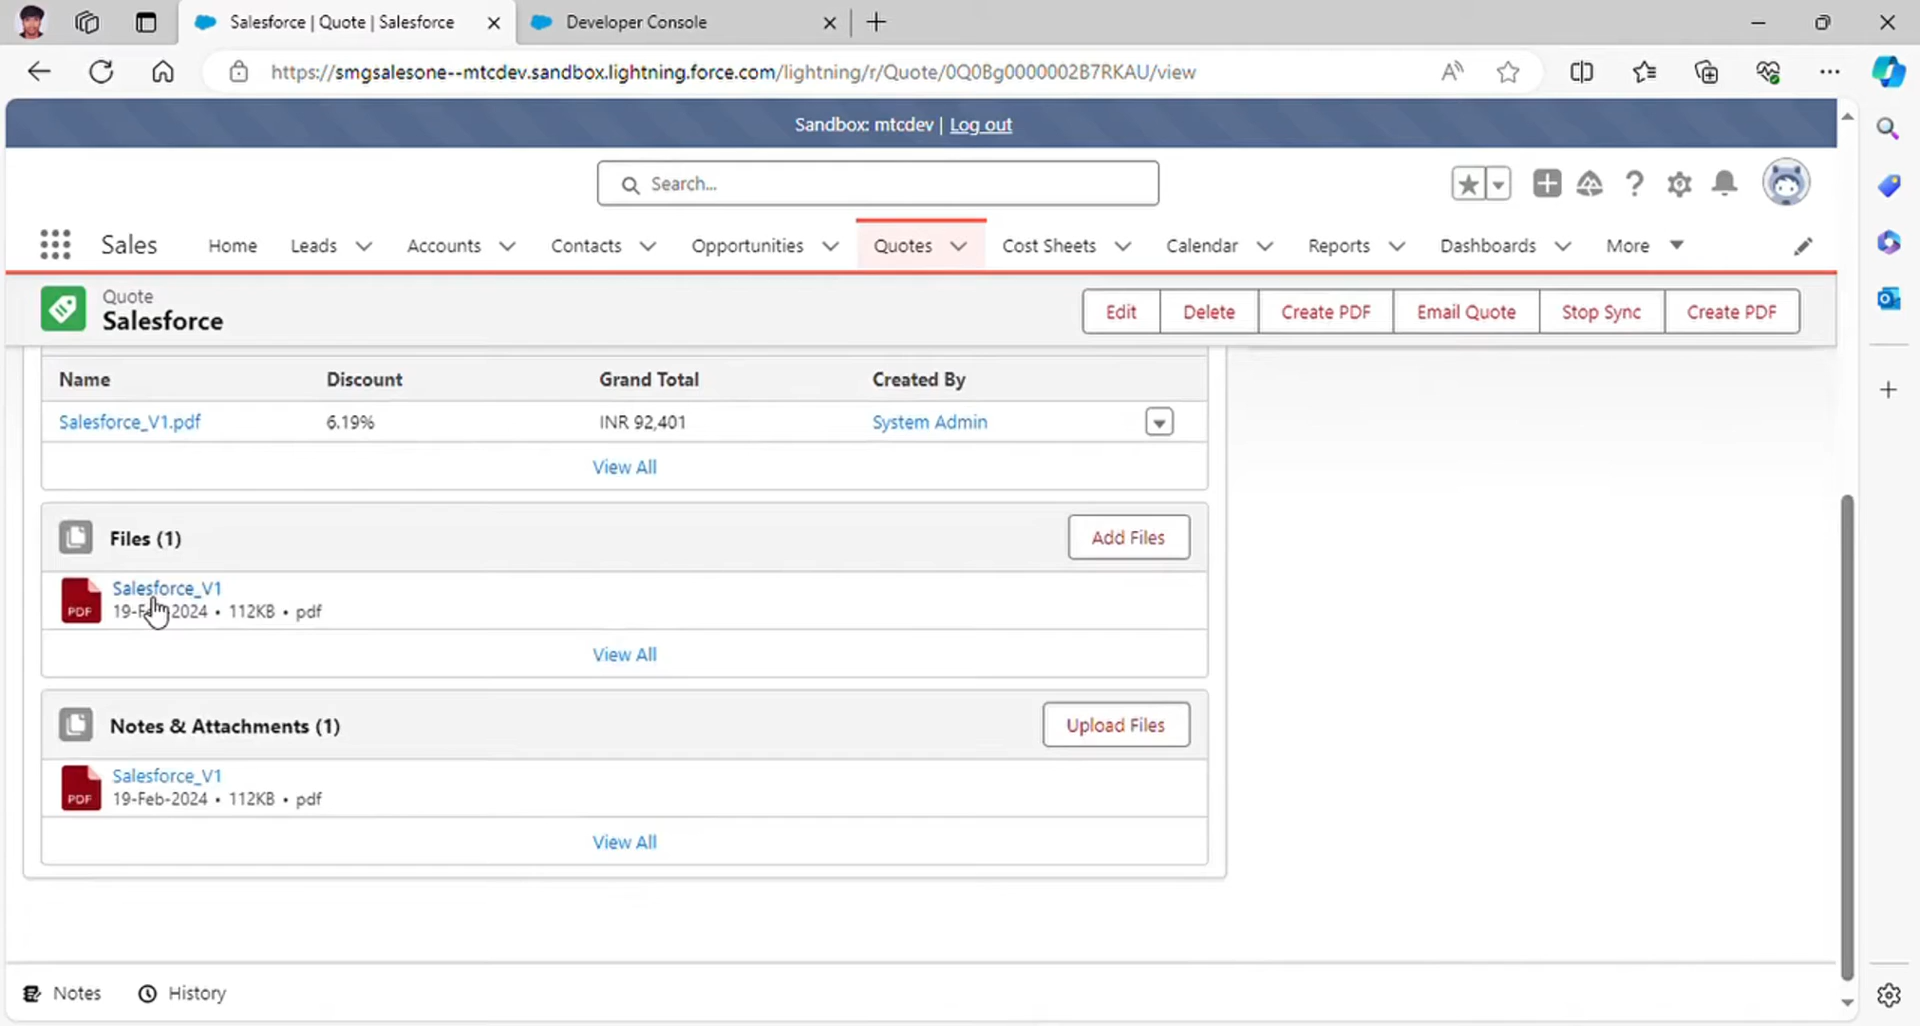 Salesforce | Quote | Salesforce
Developer Console
https://smgsalesone--mtcdev.sandbox.lightning.force.com/lightning/r/Quote/0Q0Bg0000002B7RKAU/view
Sandbox: mtcdev | Log out
Search...
Sales Home Leads Accounts Contacts Opportunities Quotes Cost Sheets Calendar Reports Dashboards More
Quote
Salesforce
Edit Delete Create PDF Email Quote Stop Sync Create PDF
Name Discount Grand Total Created By
Salesforce_V1.pdf 6.19% INR 92,401 System Admin
View All
Files (1) Add Files
PDF
Salesforce_V1
19-Feb-2024 • 112KB • pdf
View All
Notes & Attachments (1) Upload Files
PDF
Salesforce_V1
19-Feb-2024 • 112KB • pdf
View All
Notes History